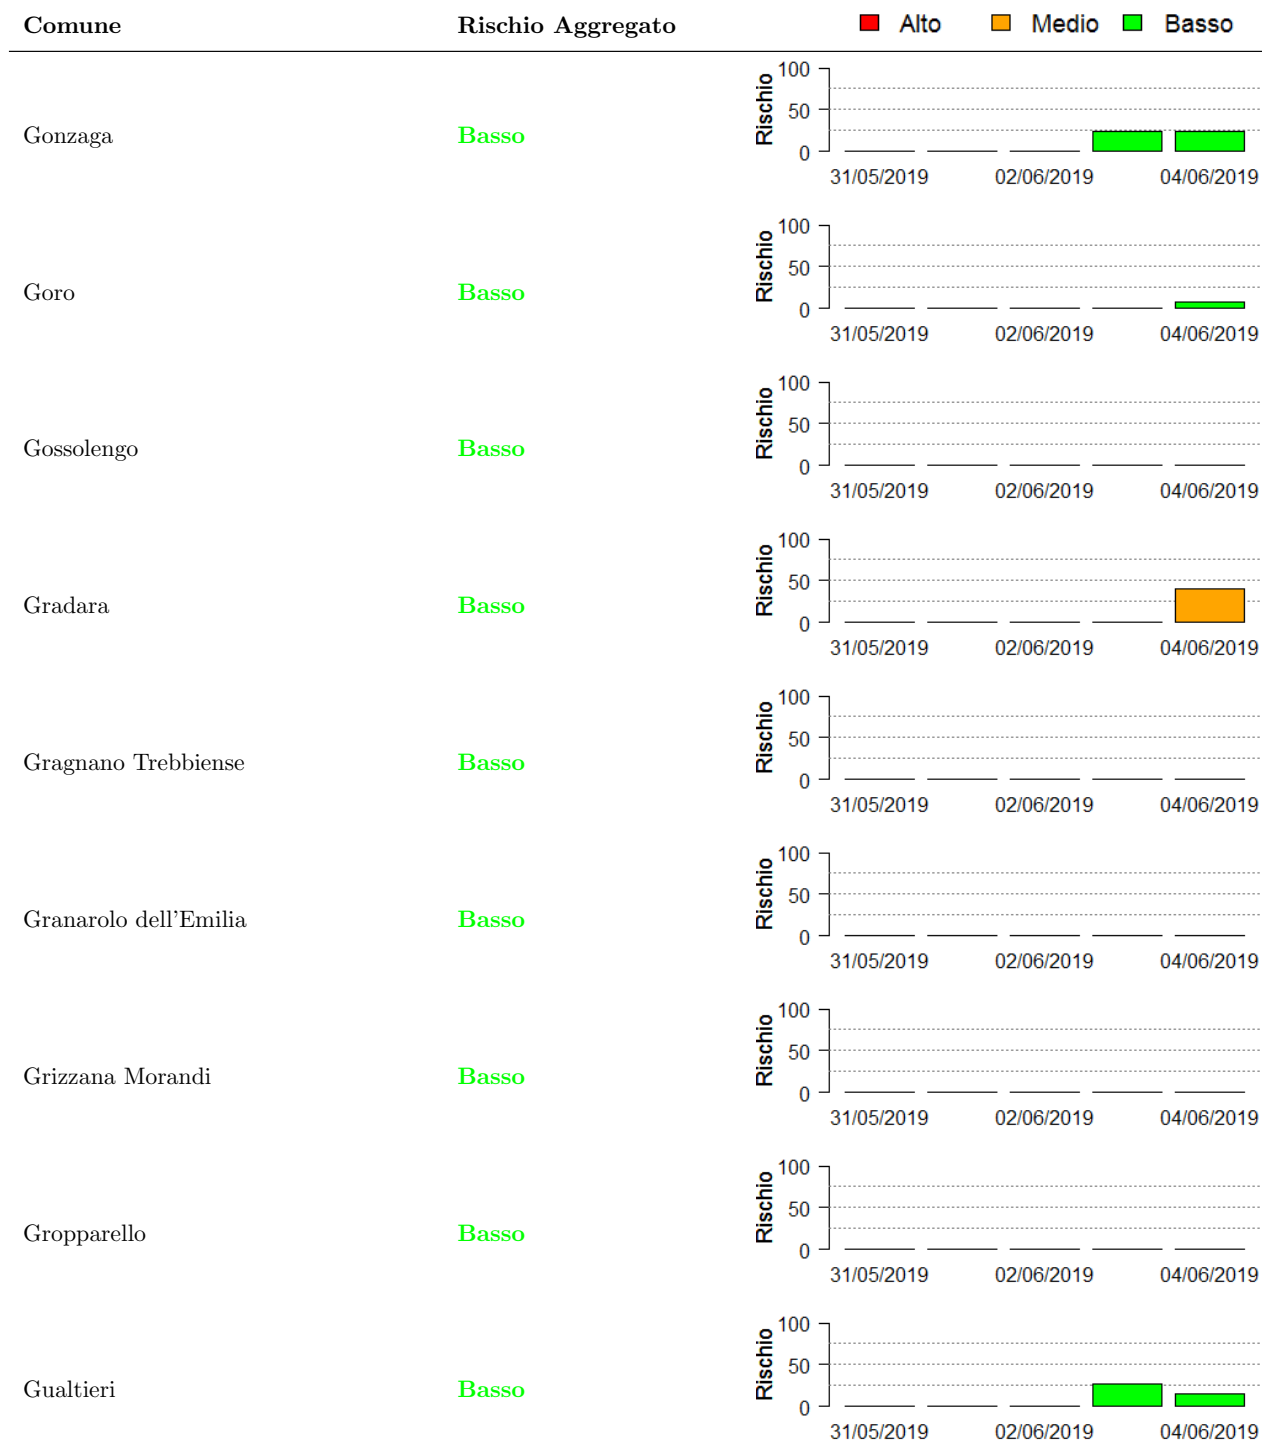 Comune Rischio Aggregato Alto Medio Basso
100
50
0
Rischio
Gonzaga Basso
31/05/2019 02/06/2019 04/06/2019
100
50
0
Rischio
Goro Basso
31/05/2019 02/06/2019 04/06/2019
100
50
0
Rischio
Gossolengo Basso
31/05/2019 02/06/2019 04/06/2019
100
50
0
Rischio
Gradara Basso
31/05/2019 02/06/2019 04/06/2019
100
50
0
Rischio
Gragnano Trebbiense Basso
31/05/2019 02/06/2019 04/06/2019
100
50
0
Rischio
Granarolo dell'Emilia Basso
31/05/2019 02/06/2019 04/06/2019
100
50
0
Rischio
Grizzana Morandi Basso
31/05/2019 02/06/2019 04/06/2019
100
50
0
Rischio
Gropparello Basso
31/05/2019 02/06/2019 04/06/2019
100
50
0
Rischio
Gualtieri Basso
31/05/2019 02/06/2019 04/06/2019